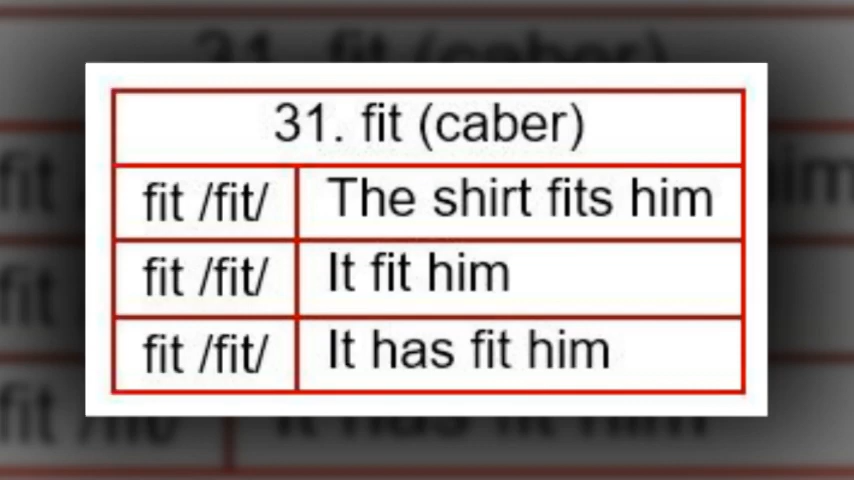 31. fit (caber)
fit /fit/ The shirt fits him
fit /fit/ It fit him
fit /fit/ It has fit him